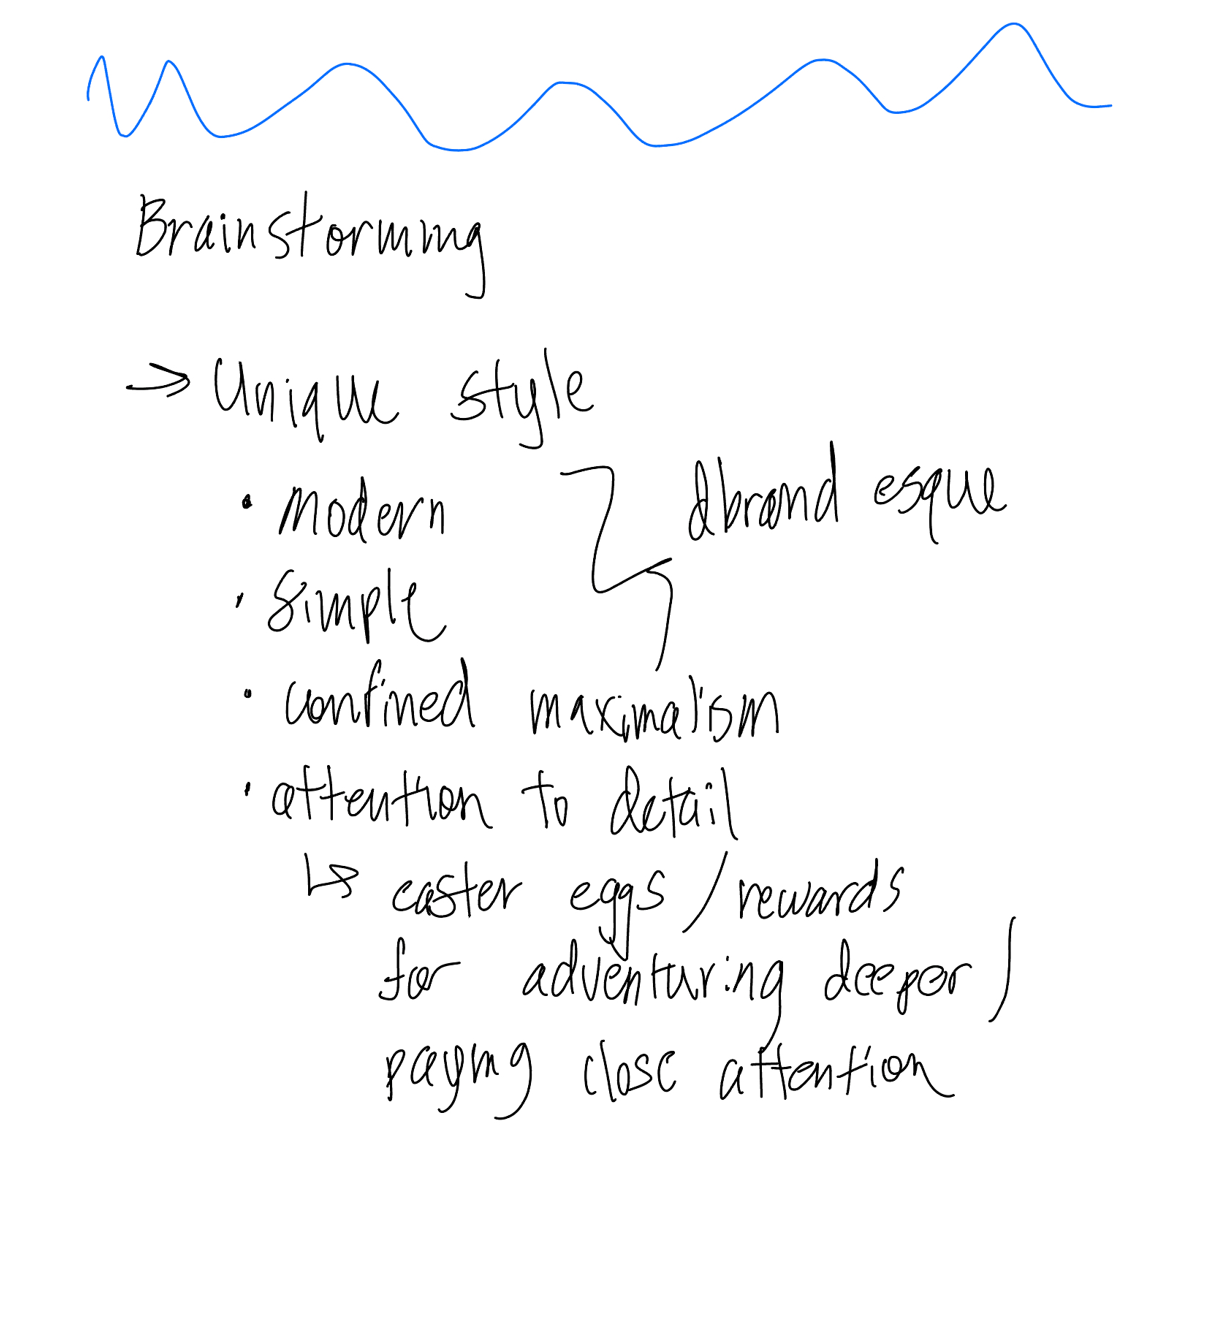 Brainstorming
→ Unique style
• modern
dbrand esque
• simple
• confined maximalism
• attention to detail
↳ easter eggs / rewards
for adventuring deeper /
paying close attention